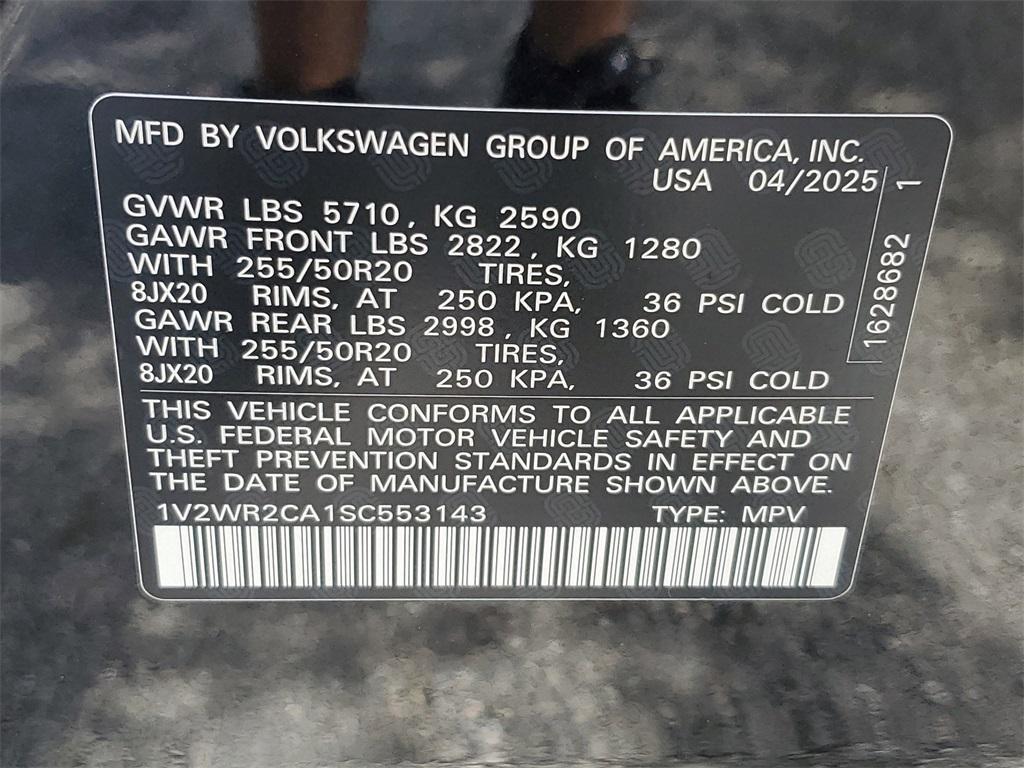 MFD BY VOLKSWAGEN GROUP OF AMERICA, INC.
USA 04/2025
GVWR LBS 5710, KG 2590
GAWR FRONT LBS 2822, KG 1280
WITH 255/50R20 TIRES,
8JX20 RIMS, AT 250 KPA, 36 PSI COLD
GAWR REAR LBS 2998, KG 1360
WITH 255/50R20 TIRES,
8JX20 RIMS, AT 250 KPA, 36 PSI COLD
1628682 1
THIS VEHICLE CONFORMS TO ALL APPLICABLE
U.S. FEDERAL MOTOR VEHICLE SAFETY AND
THEFT PREVENTION STANDARDS IN EFFECT ON
THE DATE OF MANUFACTURE SHOWN ABOVE.
1V2WR2CA1SC553143 TYPE: MPV